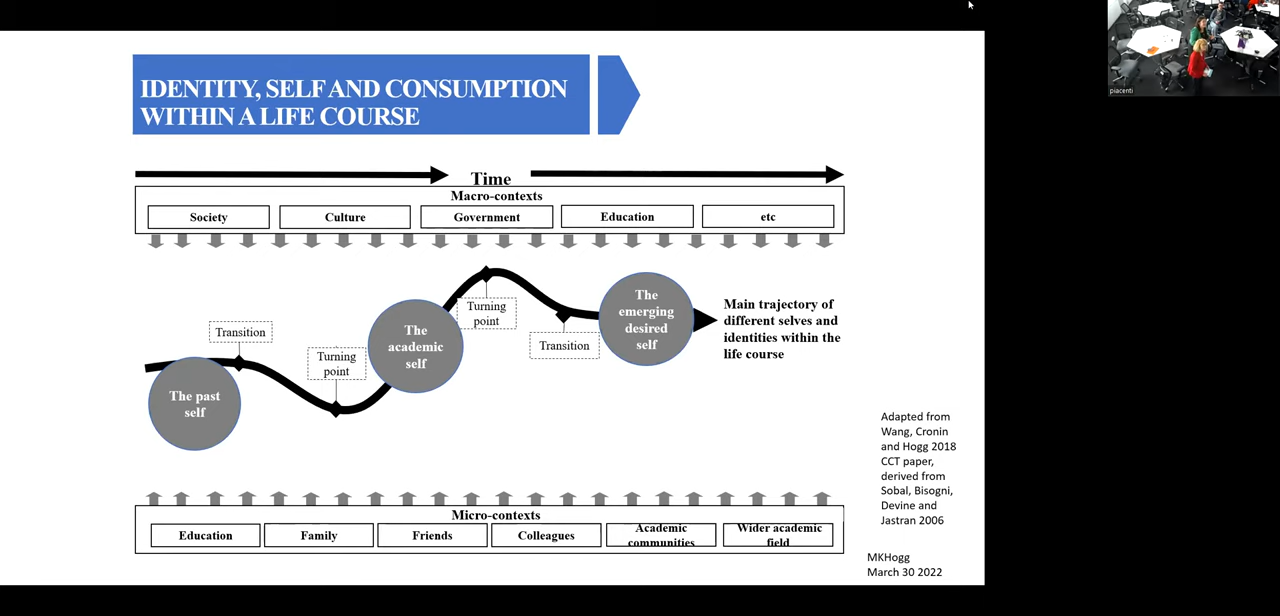 IDENTITY, SELF AND CONSUMPTION
WITHIN A LIFE COURSE
Time
Macro-contexts
Society
Culture
Government
Education
etc
Transition
Turning
point
The past
self
The
academic
self
Turning
point
Transition
The
emerging
desired
self
Main trajectory of
different selves and
identities within the
life course
Adapted from
Wang, Cronin
and Hogg 2018
CCT paper,
derived from
Sobal, Bisogni,
Devine and
Jastran 2006
Micro-contexts
Education
Family
Friends
Colleagues
Academic
communities
Wider academic
field
MKHogg
March 30 2022
piacenti